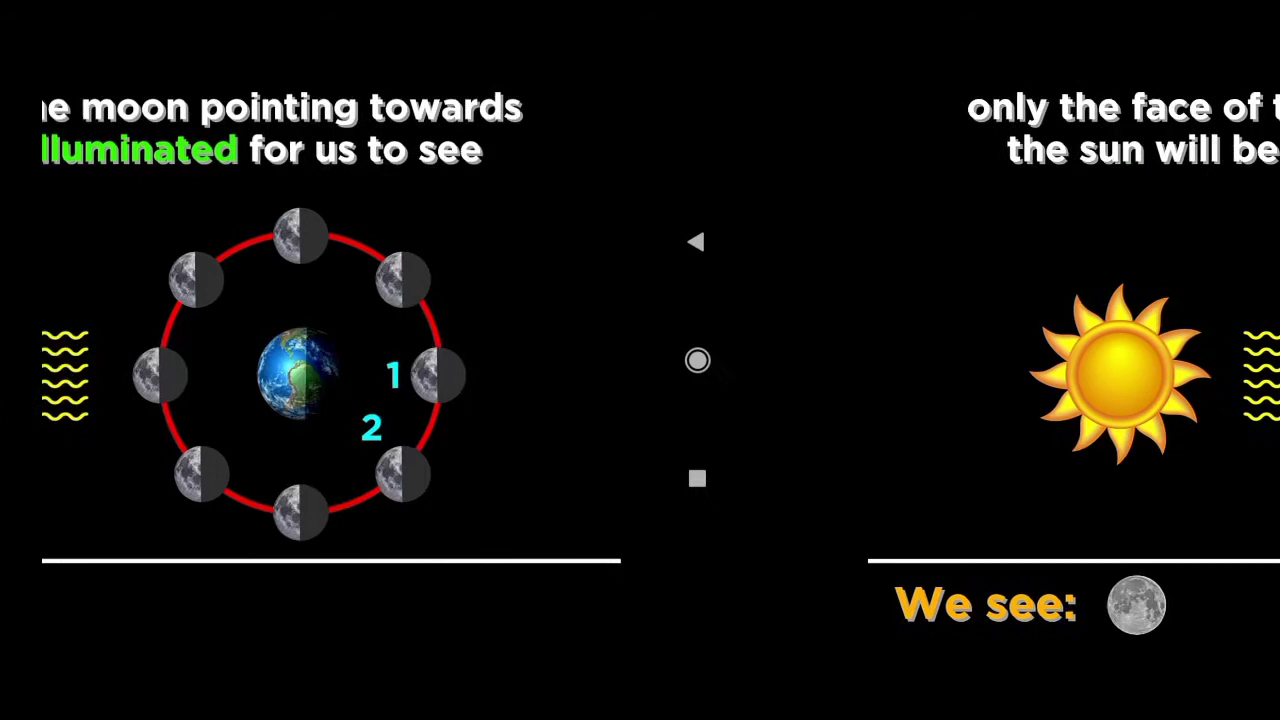 e moon pointing towards
lluminated for us to see
1
2
only the face of t
the sun will be
We see: